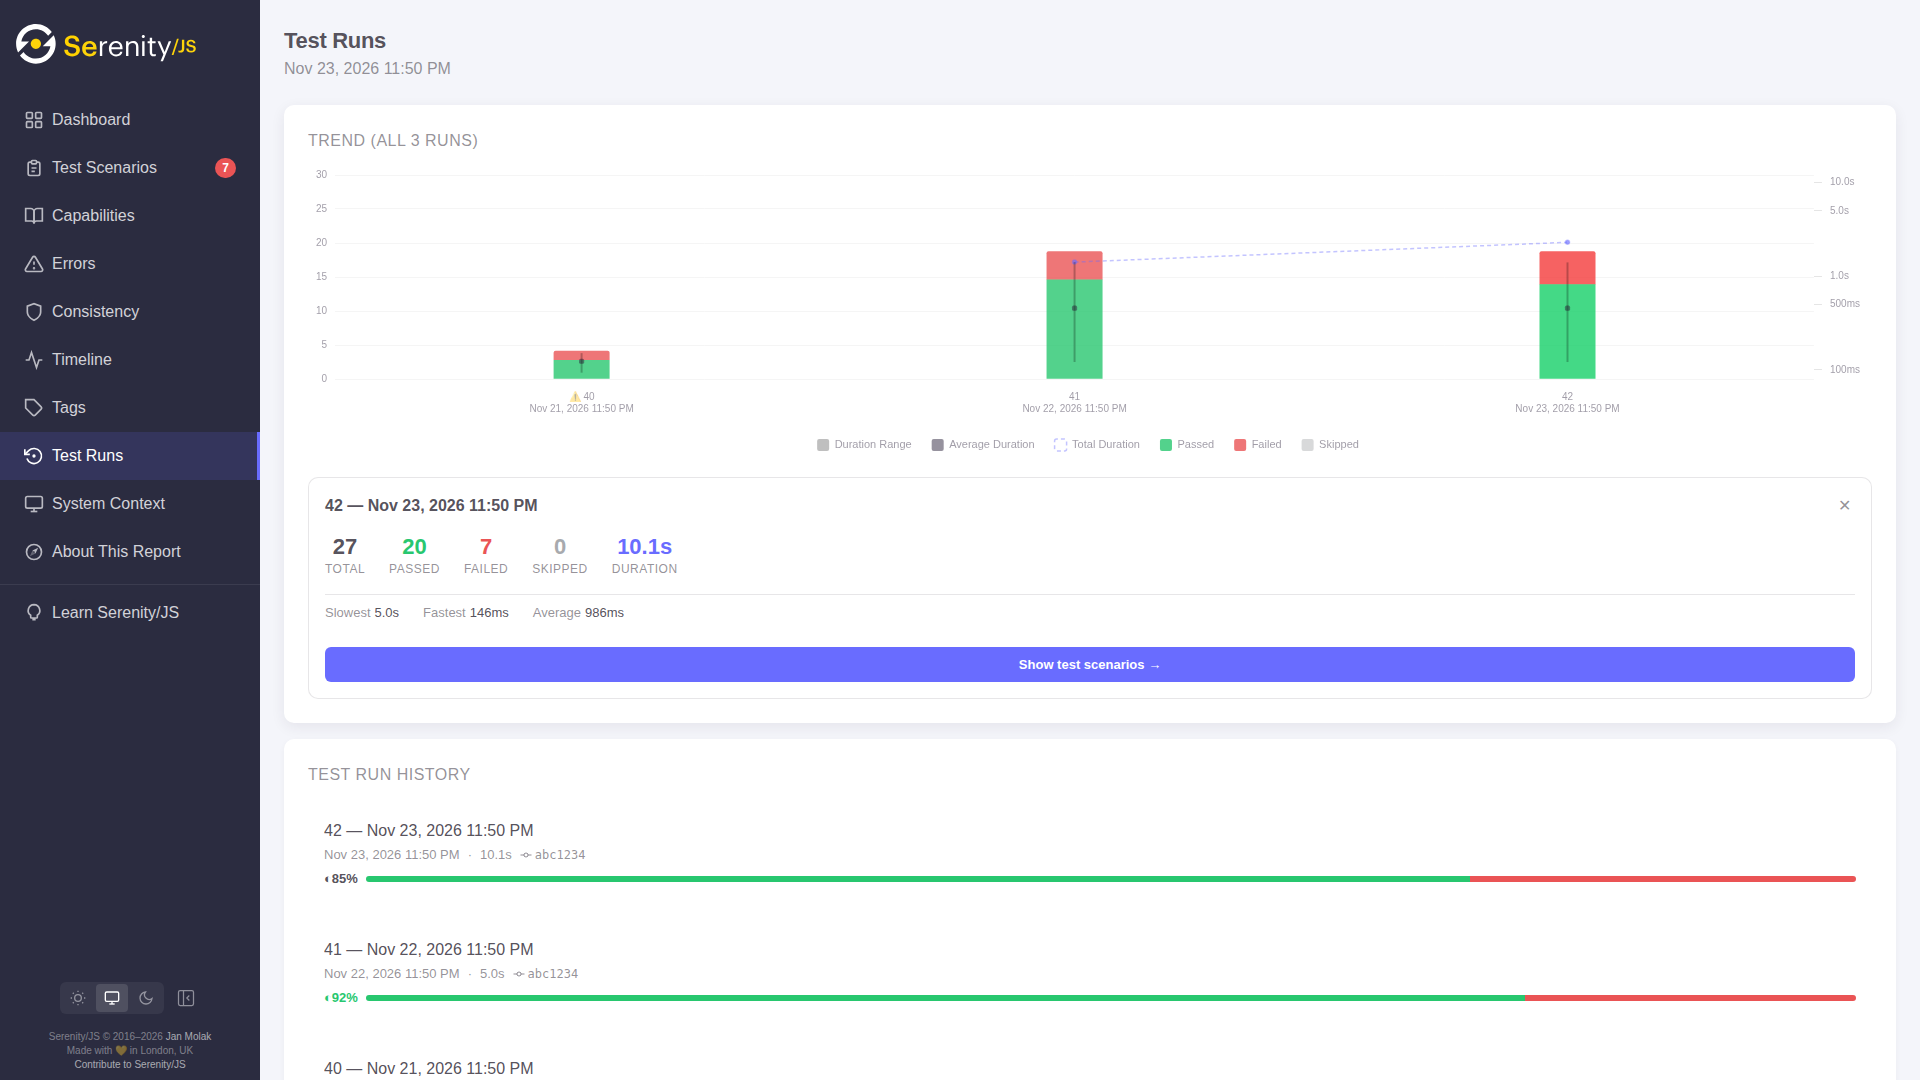 Serenity/JS
Dashboard
Test Scenarios 7
Capabilities
Errors
Consistency
Timeline
Tags
Test Runs
System Context
About This Report
Learn Serenity/JS
Serenity/JS © 2016–2026 Jan Molak
Made with 🤎 in London, UK
Contribute to Serenity/JS
Test Runs
Nov 23, 2026 11:50 PM
TREND (ALL 3 RUNS)
30
25
20
15
10
5
0
10.0s
5.0s
1.0s
500ms
100ms
⚠️ 40
Nov 21, 2026 11:50 PM
41
Nov 22, 2026 11:50 PM
42
Nov 23, 2026 11:50 PM
Duration Range Average Duration Total Duration Passed Failed Skipped
42 — Nov 23, 2026 11:50 PM ✕
27 20 7 0 10.1s
TOTAL PASSED FAILED SKIPPED DURATION
Slowest 5.0s Fastest 146ms Average 986ms
Show test scenarios →
TEST RUN HISTORY
42 — Nov 23, 2026 11:50 PM
Nov 23, 2026 11:50 PM · 10.1s abc1234
85%
41 — Nov 22, 2026 11:50 PM
Nov 22, 2026 11:50 PM · 5.0s abc1234
92%
40 — Nov 21, 2026 11:50 PM